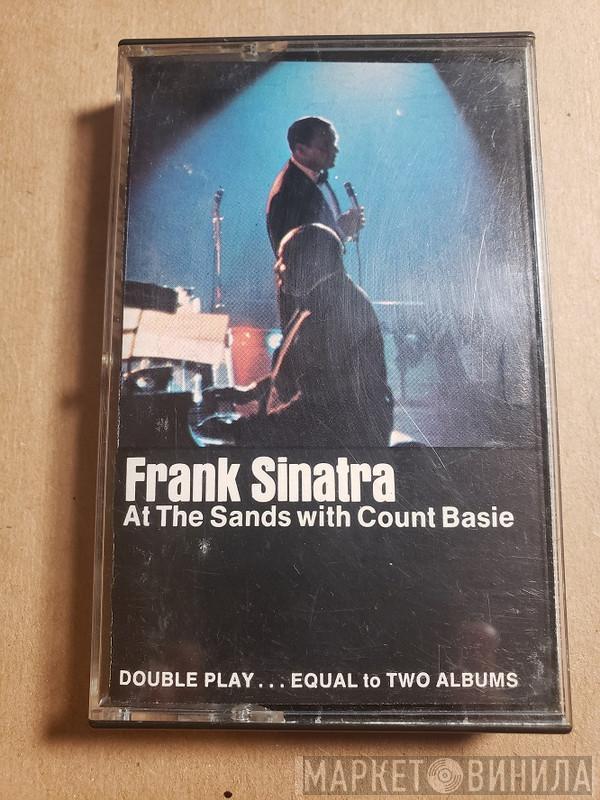 Frank Sinatra
At The Sands with Count Basie
DOUBLE PLAY... EQUAL to TWO ALBUMS
МАРКЕТ ВИНИЛА